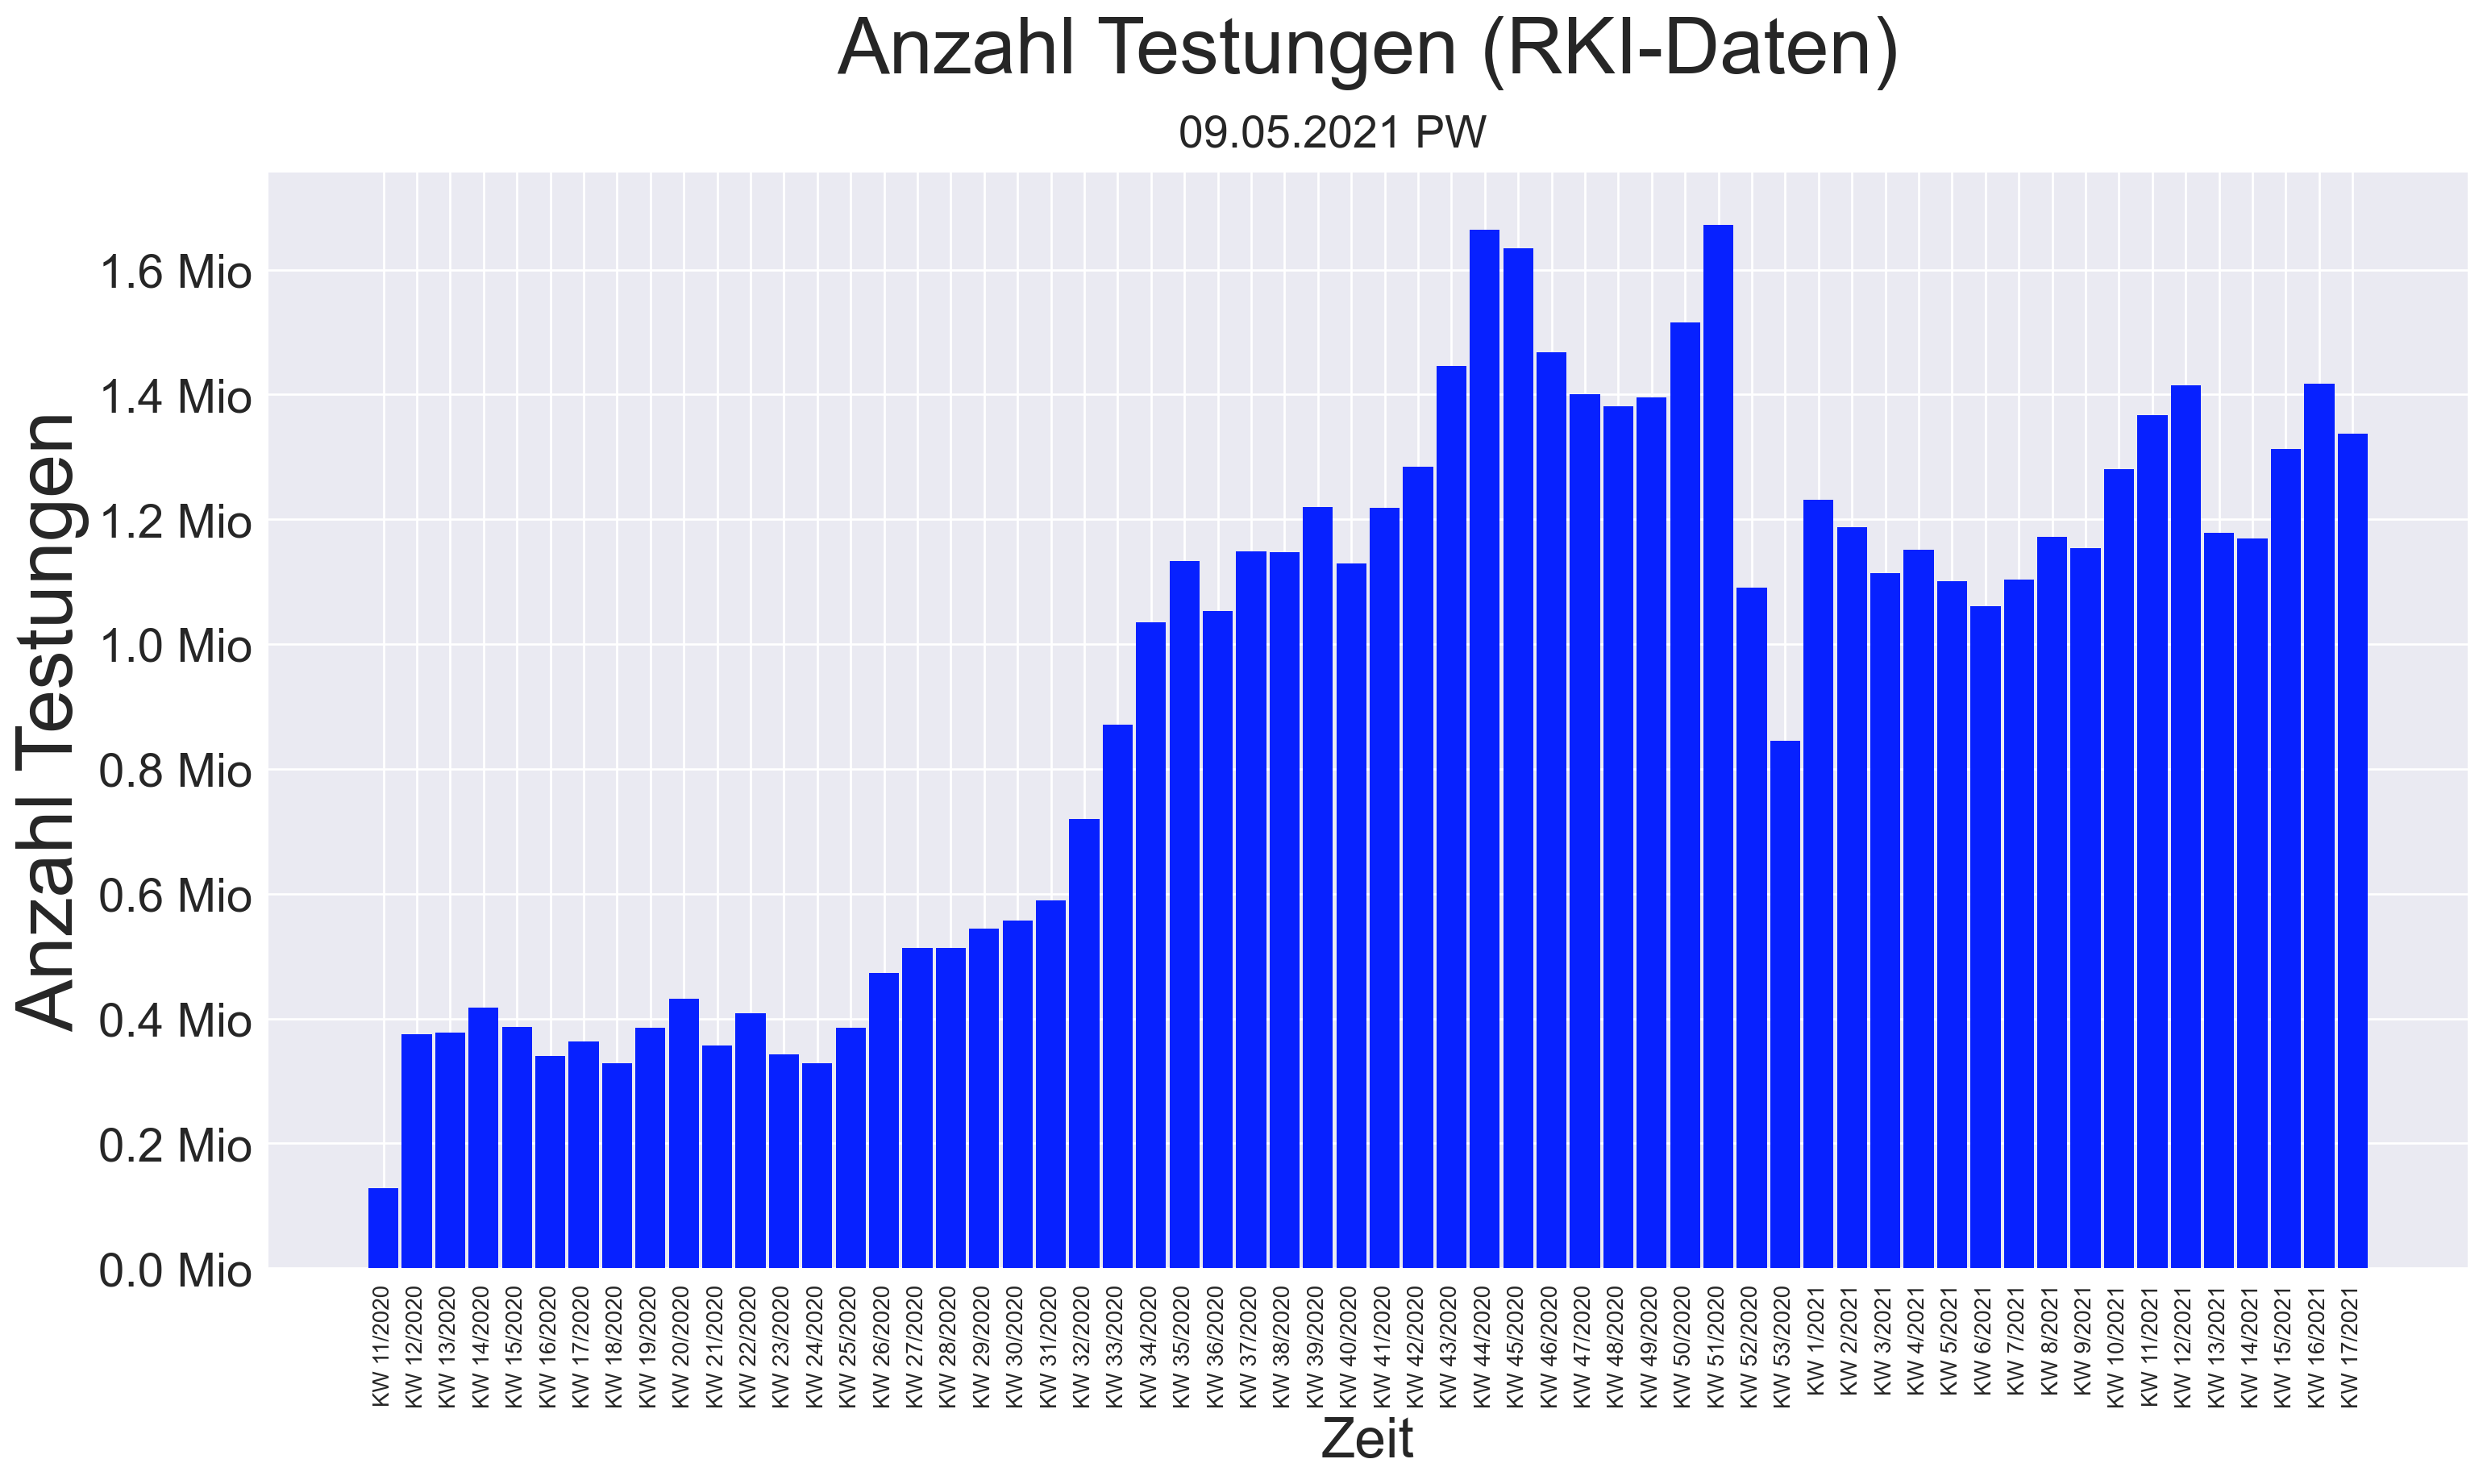 Anzahl Testungen (RKI-Daten)
09.05.2021 PW
Anzahl Testungen
1.6 Mio
1.4 Mio
1.2 Mio
1.0 Mio
0.8 Mio
0.6 Mio
0.4 Mio
0.2 Mio
0.0 Mio
KW 11/2020
KW 12/2020
KW 13/2020
KW 14/2020
KW 15/2020
KW 16/2020
KW 17/2020
KW 18/2020
KW 19/2020
KW 20/2020
KW 21/2020
KW 22/2020
KW 23/2020
KW 24/2020
KW 25/2020
KW 26/2020
KW 27/2020
KW 28/2020
KW 29/2020
KW 30/2020
KW 31/2020
KW 32/2020
KW 33/2020
KW 34/2020
KW 35/2020
KW 36/2020
KW 37/2020
KW 38/2020
KW 39/2020
KW 40/2020
KW 41/2020
KW 42/2020
KW 43/2020
KW 44/2020
KW 45/2020
KW 46/2020
KW 47/2020
KW 48/2020
KW 49/2020
KW 50/2020
KW 51/2020
KW 52/2020
KW 53/2020
KW 1/2021
KW 2/2021
KW 3/2021
KW 4/2021
KW 5/2021
KW 6/2021
KW 7/2021
KW 8/2021
KW 9/2021
KW 10/2021
KW 11/2021
KW 12/2021
KW 13/2021
KW 14/2021
KW 15/2021
KW 16/2021
KW 17/2021
Zeit